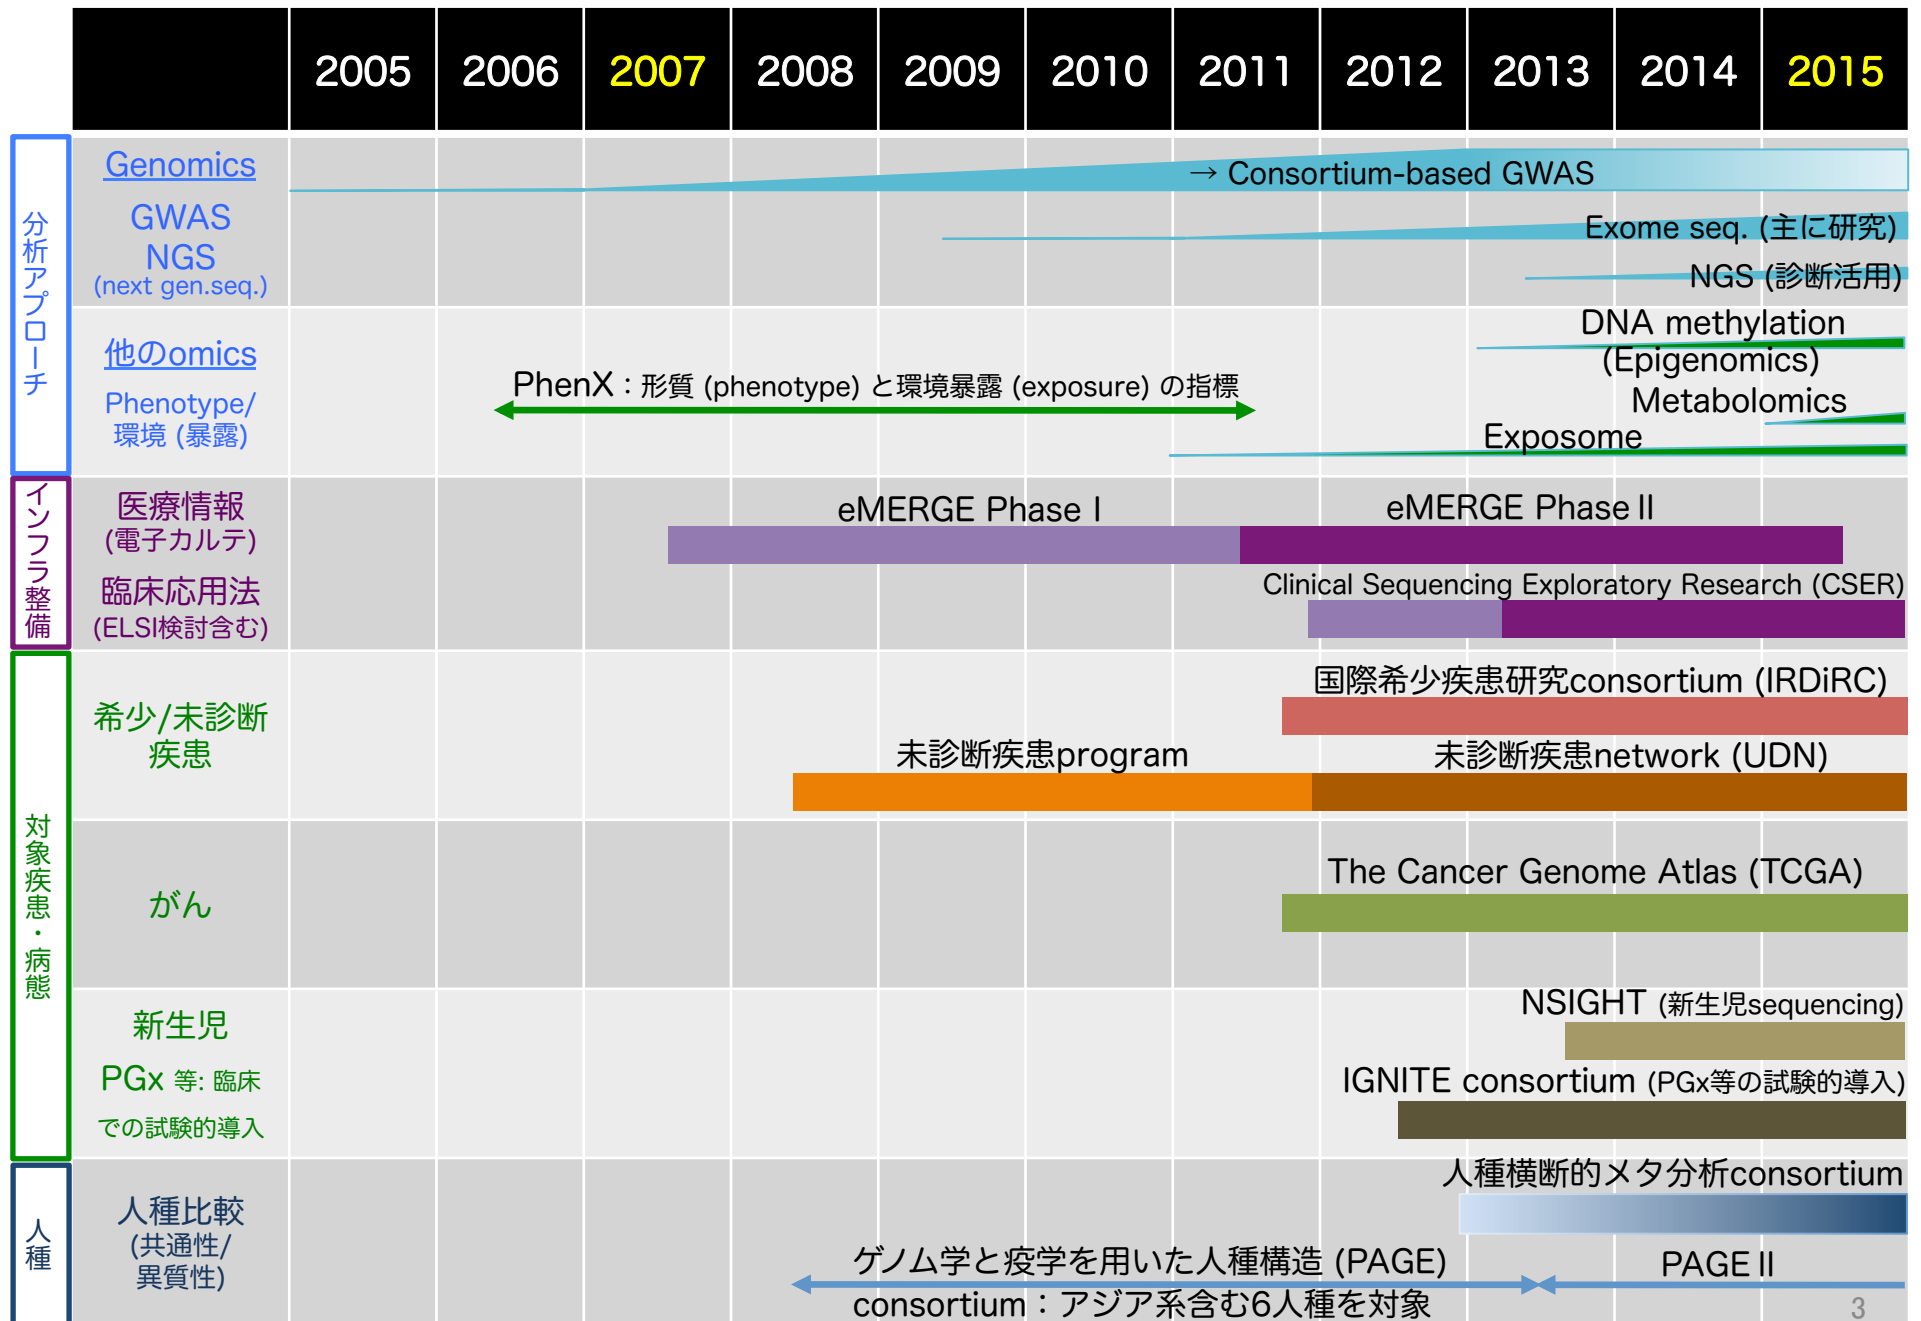 2005 2006 2007 2008 2009 2010 2011 2012 2013 2014 2015
分析アプローチ
Genomics
GWAS
NGS
(next gen.seq.)
→ Consortium-based GWAS
Exome seq. (主に研究)
NGS (診断活用)
他のomics
Phenotype/
環境 (暴露)
PhenX：形質 (phenotype) と環境暴露 (exposure) の指標
DNA methylation
(Epigenomics)
Metabolomics
Exposome
インフラ整備
医療情報
(電子カルテ)
臨床応用法
(ELSI検討含む)
eMERGE Phase I
eMERGE Phase II
Clinical Sequencing Exploratory Research (CSER)
対象疾患・病態
希少/未診断
疾患
国際希少疾患研究consortium (IRDiRC)
未診断疾患program
未診断疾患network (UDN)
がん
The Cancer Genome Atlas (TCGA)
新生児
PGx 等: 臨床
での試験的導入
NSIGHT (新生児sequencing)
IGNITE consortium (PGx等の試験的導入)
人種
人種比較
(共通性/
異質性)
人種横断的メタ分析consortium
ゲノム学と疫学を用いた人種構造 (PAGE)
consortium：アジア系含む6人種を対象
PAGE II
3